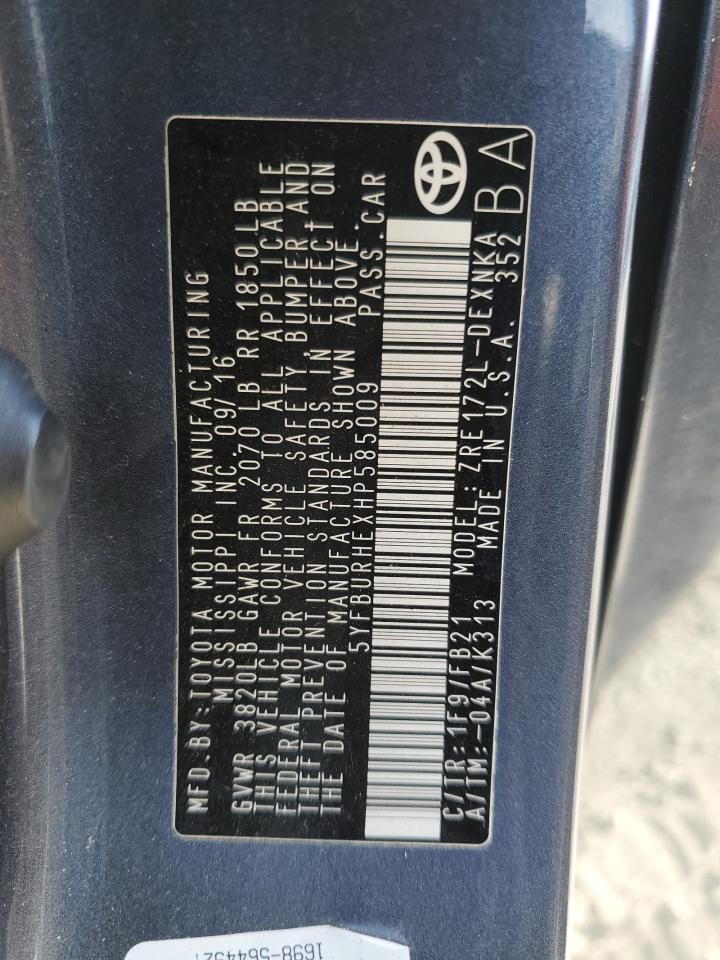 MFD.BY:TOYOTA MOTOR MANUFACTURING
MISSISSIPPI INC. 09/16
GVWR 3820LB GAWR FR 2070 LB RR 1850 LB
THIS VEHICLE CONFORMS TO ALL APPLICABLE
FEDERAL MOTOR VEHICLE SAFETY, BUMPER, AND
THEFT PREVENTION STANDARDS IN EFFECT ON
THE DATE OF MANUFACTURE SHOWN ABOVE.
5YFBURHEXHP585009 PASS.CAR
C/TR:1F9/FB21 MODEL:ZRE172L-DEXNKA
A/TM:-04A/K313 MADE IN U.S.A. 352
BA